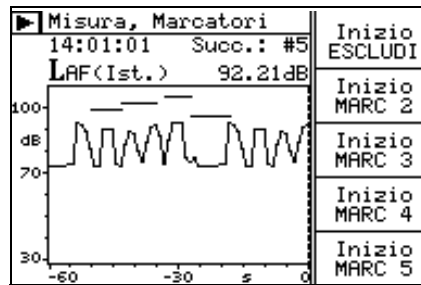 Misura, Marcatori
14:01:01 Succ.: #5
LAF(Ist.) 92.21dB
100-
dB
70-
30-
-60 -30 s 0
Inizio
ESCLUDI
Inizio
MARC 2
Inizio
MARC 3
Inizio
MARC 4
Inizio
MARC 5